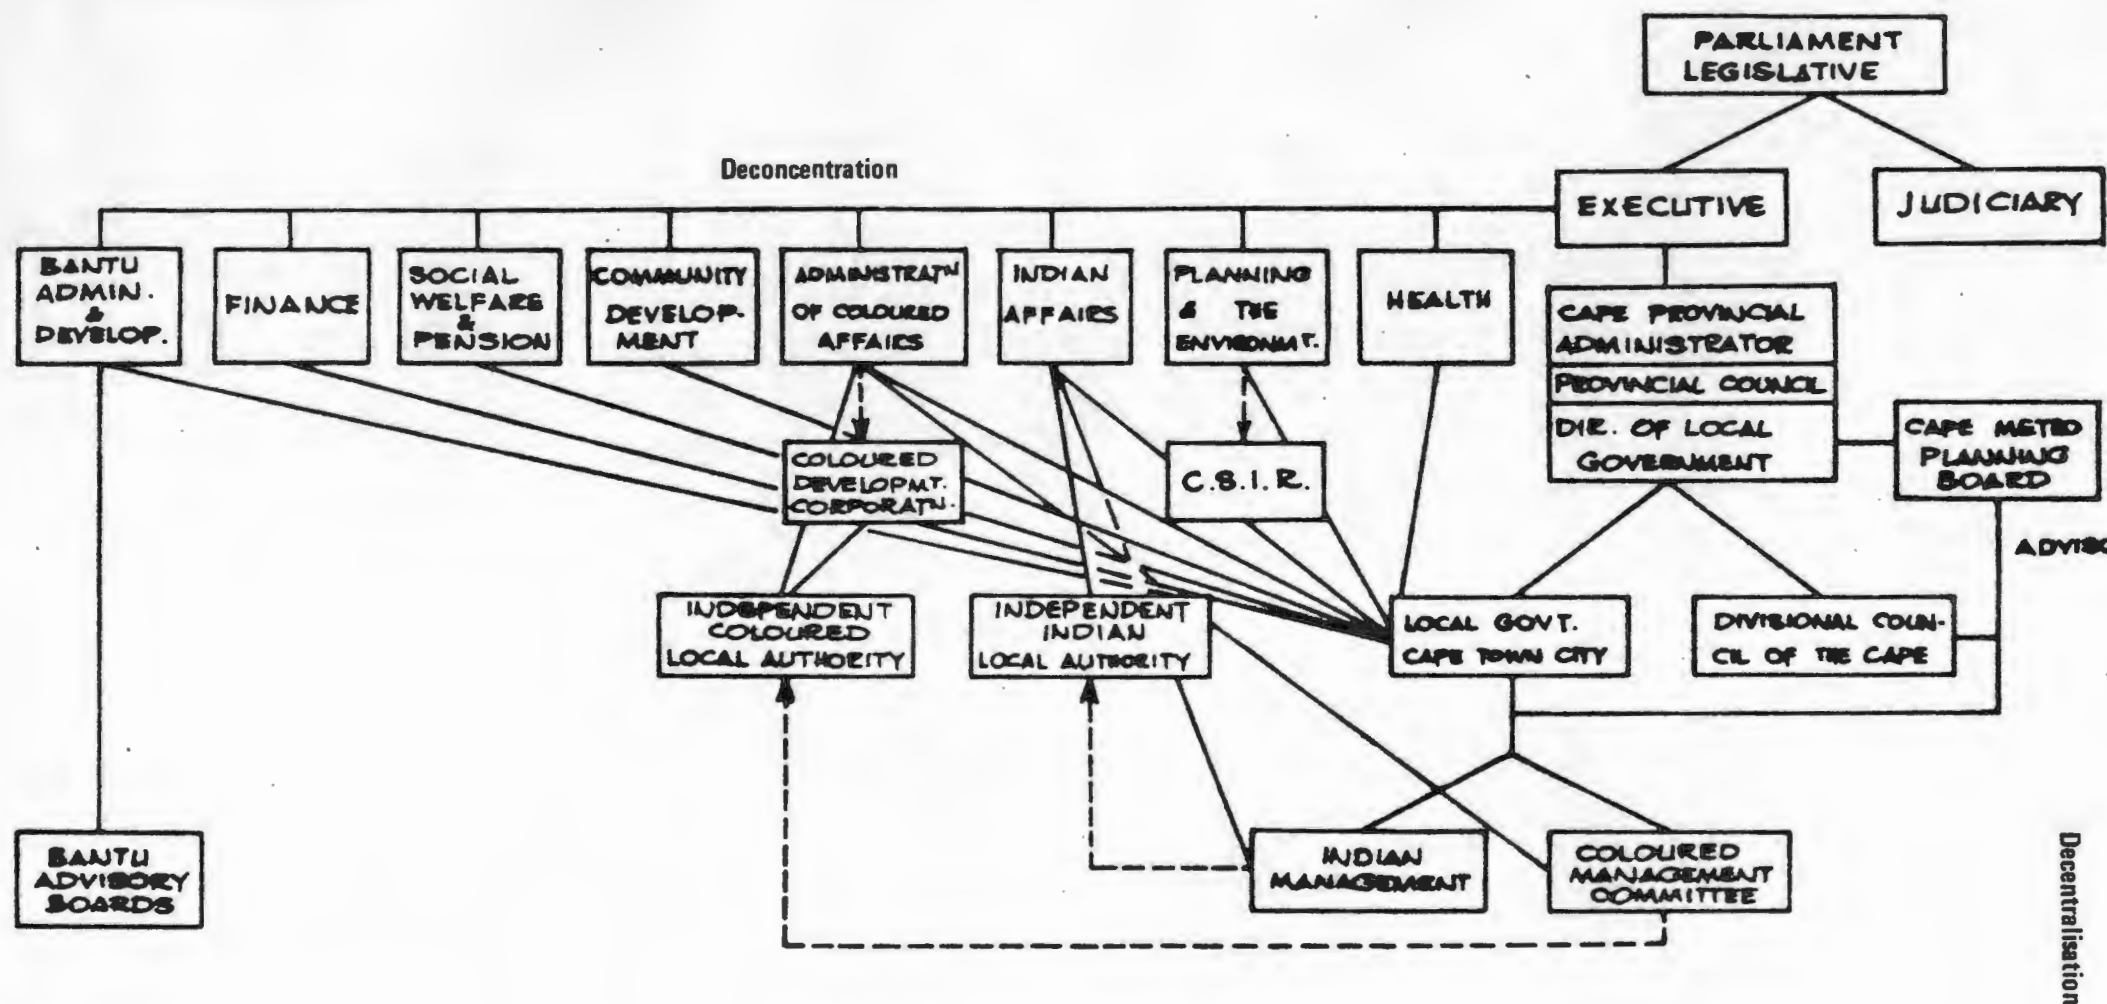 PARLIAMENT
LEGISLATIVE
Deconcentration
EXECUTIVE
JUDICIARY
BANTU
ADMIN.
&
DEVELOP.
FINANCE
SOCIAL
WELFARE
&
PENSION
COMMUNITY
DEVELOP-
MENT
ADMINISTRATN
OF COLOURED
AFFAIRS
INDIAN
AFFAIRS
PLANNING
& THE
ENVIRONMT.
HEALTH
CAPE PROVINCIAL
ADMINISTRATOR
PROVINCIAL COUNCIL
DIR. OF LOCAL
GOVERNMENT
CAPE METRO
PLANNING
BOARD
COLOURED
DEVELOPMT.
CORPORATN.
C.S.I.R.
ADVISO
INDEPENDENT
COLOURED
LOCAL AUTHORITY
INDEPENDENT
INDIAN
LOCAL AUTHORITY
LOCAL GOVT.
CAPE TOWN CITY
DIVISIONAL COUN-
CIL OF THE CAPE
BANTU
ADVISORY
BOARDS
INDIAN
MANAGEMENT
COLOURED
MANAGEMENT
COMMITTEE
Decentralisation